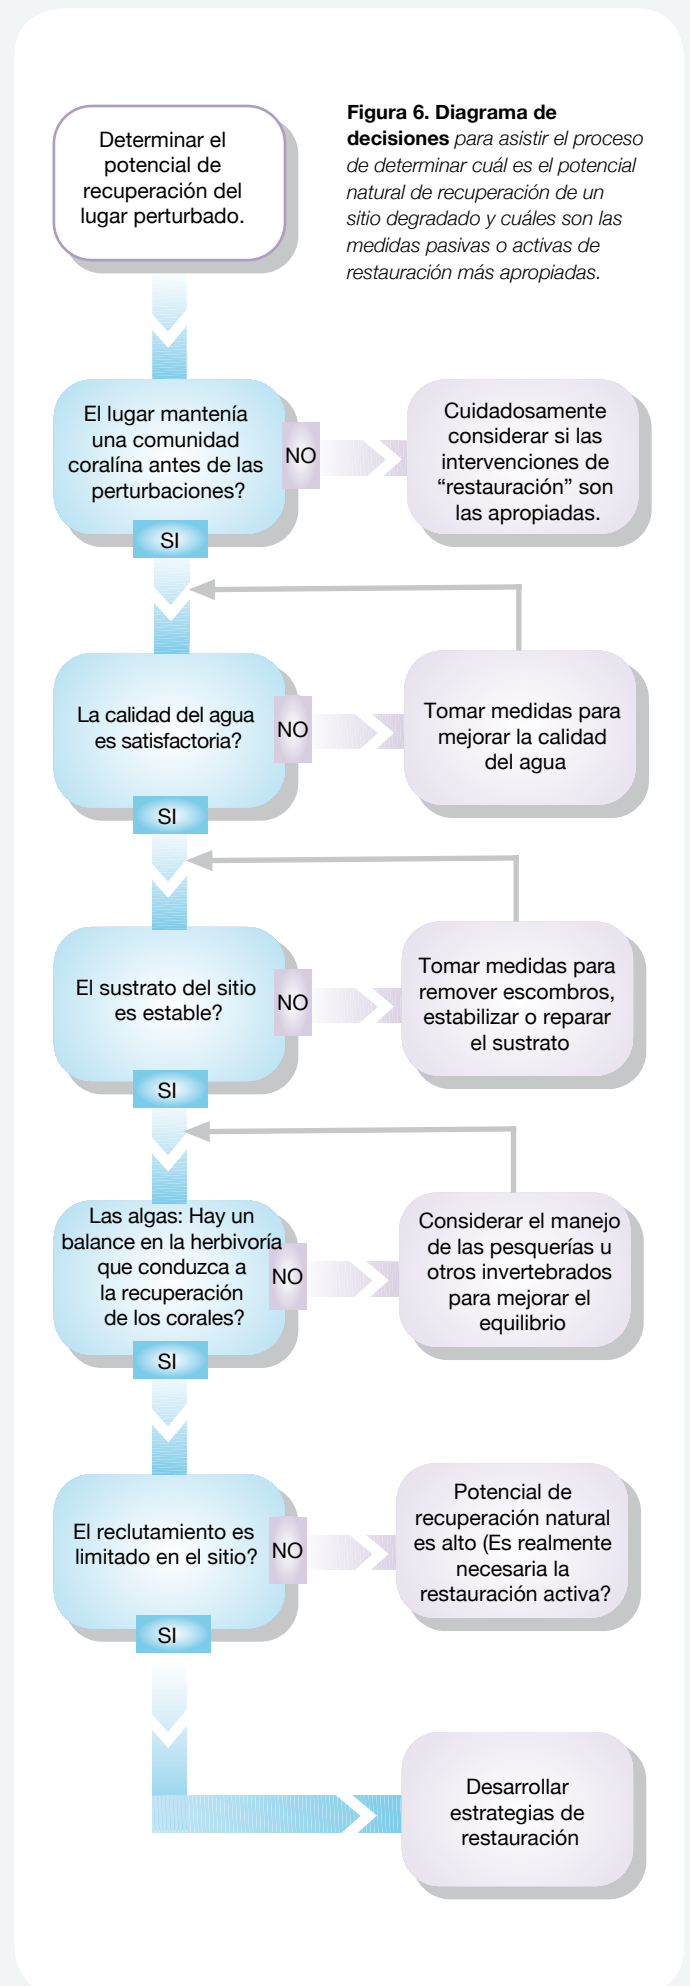 Determinar el
potencial de
recuperación del
lugar perturbado.
Figura 6. Diagrama de
decisiones para asistir el proceso
de determinar cuál es el potencial
natural de recuperación de un
sitio degradado y cuáles son las
medidas pasivas o activas de
restauración más apropiadas.
El lugar mantenía
una comunidad
coralína antes de las
perturbaciones?
NO
Cuidadosamente
considerar si las
intervenciones de
“restauración” son
las apropiadas.
SI
La calidad del agua
es satisfactoria?
NO
Tomar medidas para
mejorar la calidad
del agua
SI
El sustrato del sitio
es estable?
NO
Tomar medidas para
remover escombros,
estabilizar o reparar
el sustrato
SI
Las algas: Hay un
balance en la herbivoría
que conduzca a
la recuperación
de los corales?
NO
Considerar el manejo
de las pesquerías u
otros invertebrados
para mejorar el
equilibrio
SI
El reclutamiento es
limitado en el sitio?
NO
Potencial de
recuperación natural
es alto (Es realmente
necesaria la
restauración activa?
SI
Desarrollar
estrategias de
restauración